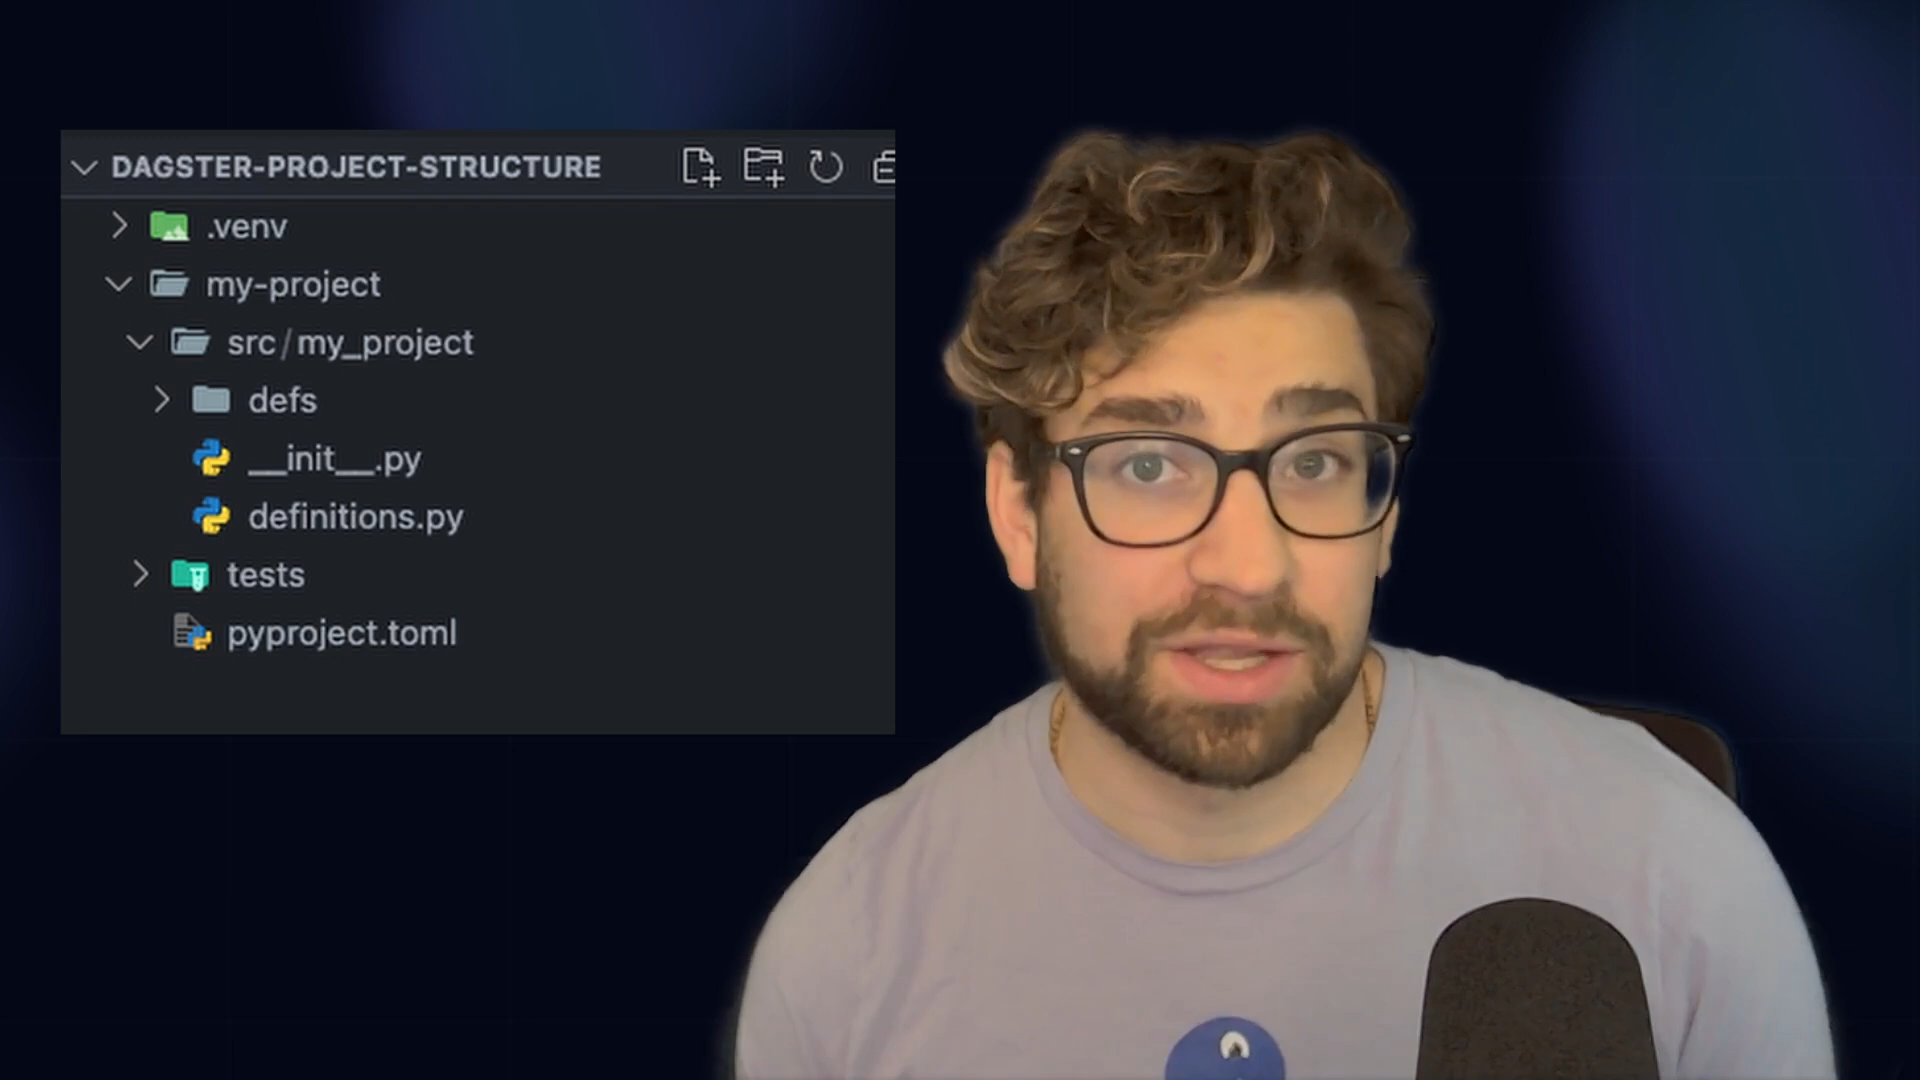 DAGSTER-PROJECT-STRUCTURE
.venv
my-project
src/my_project
defs
__init__.py
definitions.py
tests
pyproject.toml